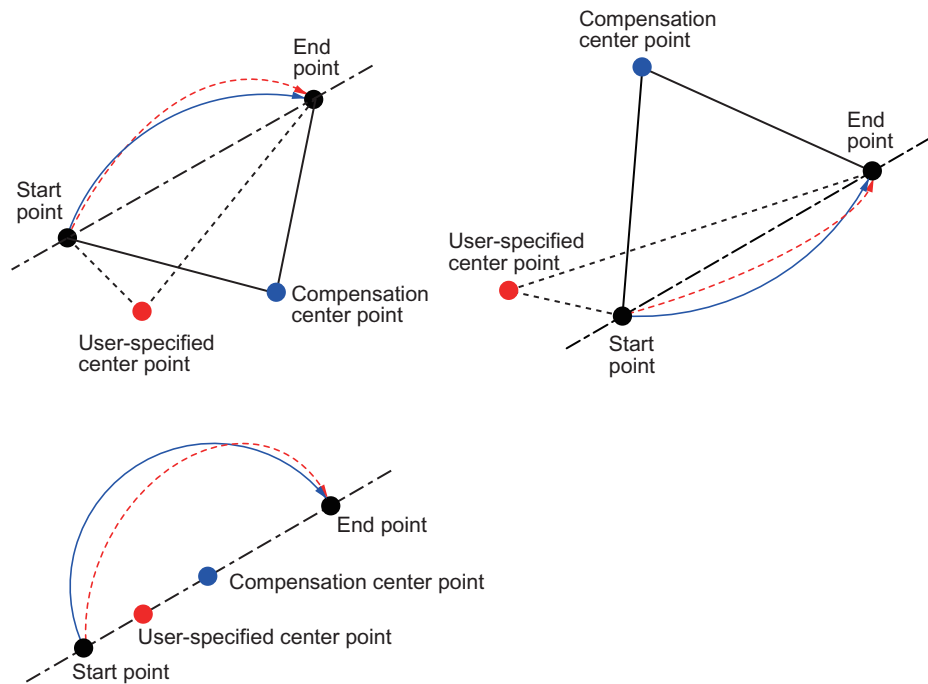 End
point
Start
point
Compensation
center point
User-specified
center point
Compensation
center point
End
point
User-specified
center point
Start
point
End point
Compensation center point
User-specified center point
Start point